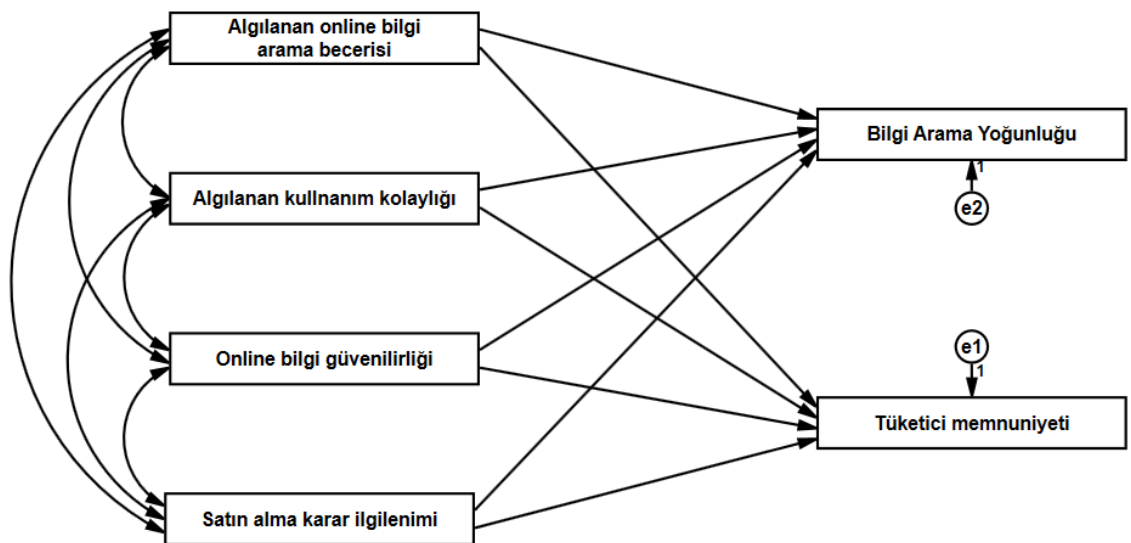 Algılanan online bilgi
arama becerisi
Bilgi Arama Yoğunluğu
1
e2
Algılanan kullnanım kolaylığı
Online bilgi güvenilirliği
e1
1
Tüketici memnuniyeti
Satın alma karar ilgilenimi